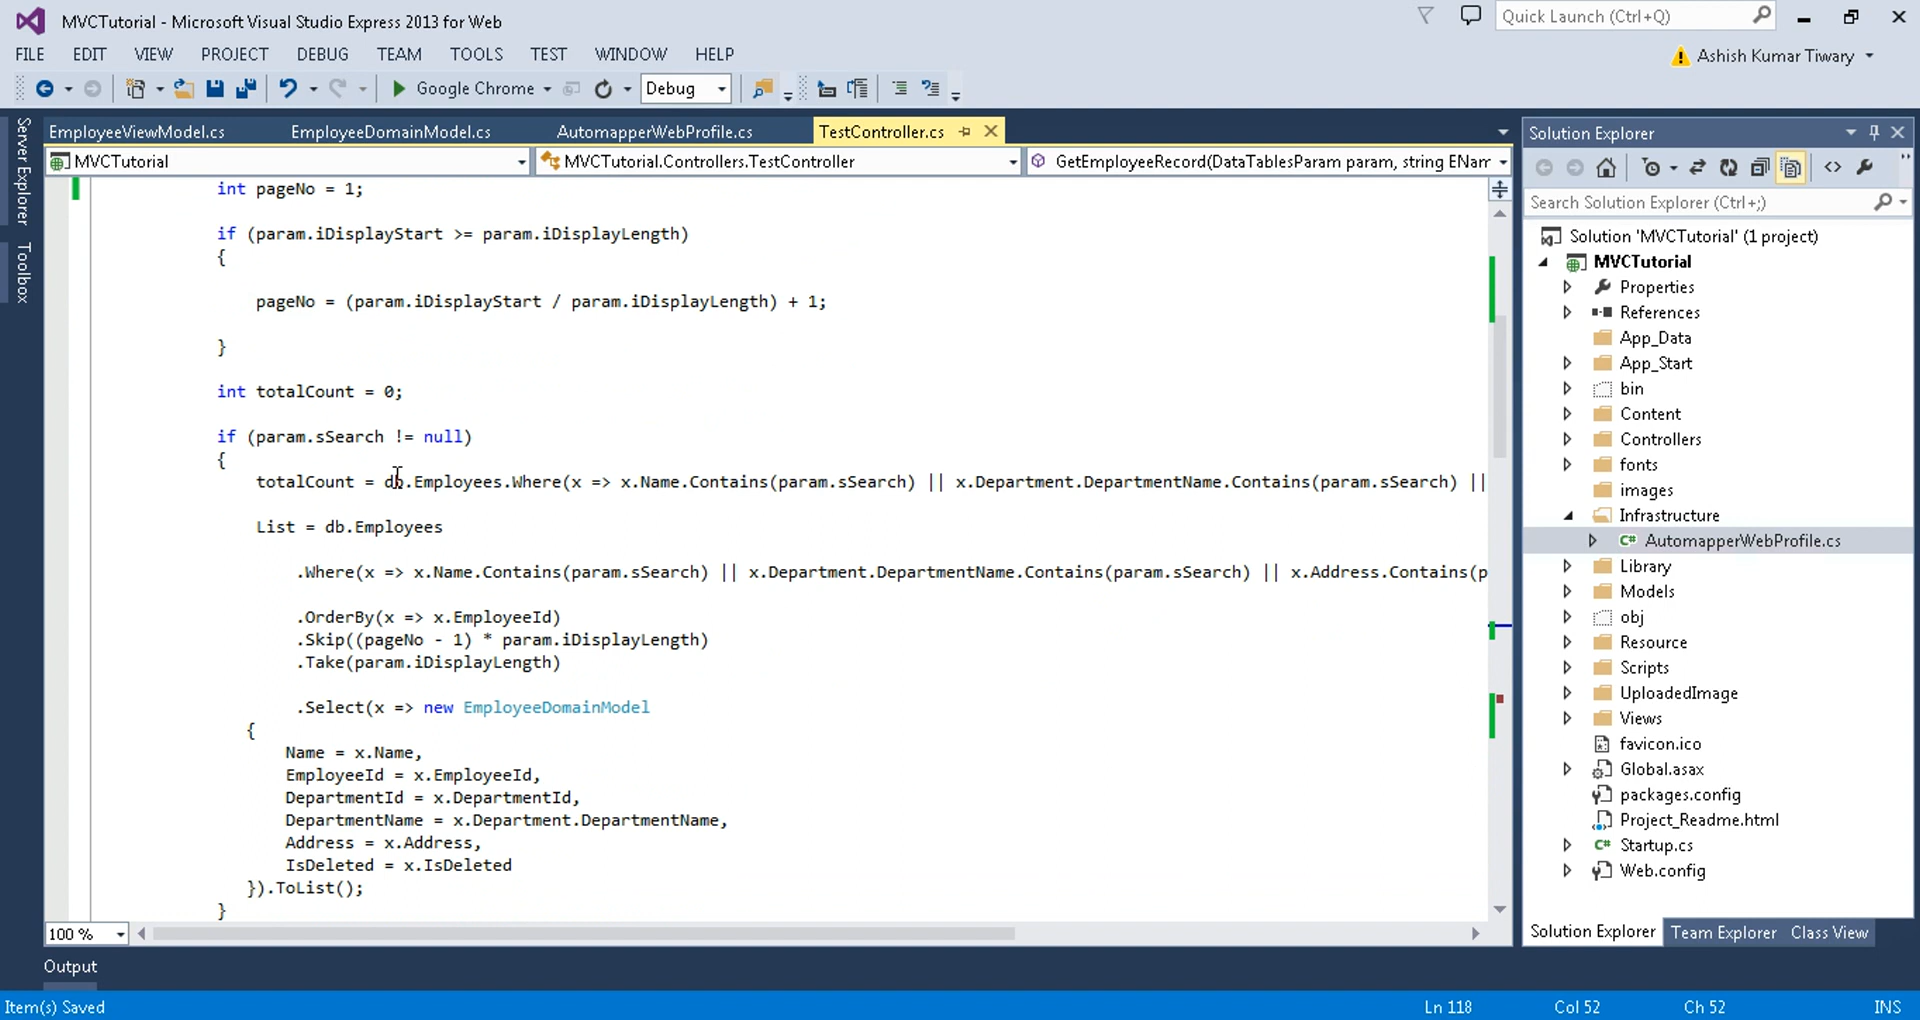 MVCTutorial - Microsoft Visual Studio Express 2013 for Web
Quick Launch (Ctrl+Q)
FILE EDIT VIEW PROJECT DEBUG TEAM TOOLS TEST WINDOW HELP
Ashish Kumar Tiwary
Google Chrome Debug
Server Explorer
Toolbox
EmployeeViewModel.cs EmployeeDomainModel.cs AutomapperWebProfile.cs TestController.cs
MVCTutorial MVCTutorial.Controllers.TestController GetEmployeeRecord(DataTablesParam param, string ENam
int pageNo = 1;
if (param.iDisplayStart >= param.iDisplayLength)
{
pageNo = (param.iDisplayStart / param.iDisplayLength) + 1;
}
int totalCount = 0;
if (param.sSearch != null)
{
totalCount = db.Employees.Where(x => x.Name.Contains(param.sSearch) || x.Department.DepartmentName.Contains(param.sSearch) ||
List = db.Employees
.Where(x => x.Name.Contains(param.sSearch) || x.Department.DepartmentName.Contains(param.sSearch) || x.Address.Contains(p
.OrderBy(x => x.EmployeeId)
.Skip((pageNo - 1) * param.iDisplayLength)
.Take(param.iDisplayLength)
.Select(x => new EmployeeDomainModel
{
Name = x.Name,
EmployeeId = x.EmployeeId,
DepartmentId = x.DepartmentId,
DepartmentName = x.Department.DepartmentName,
Address = x.Address,
IsDeleted = x.IsDeleted
}).ToList();
}
100 %
Solution Explorer
Search Solution Explorer (Ctrl+;)
Solution 'MVCTutorial' (1 project)
MVCTutorial
Properties
References
App_Data
App_Start
bin
Content
Controllers
fonts
images
Infrastructure
C# AutomapperWebProfile.cs
Library
Models
obj
Resource
Scripts
UploadedImage
Views
favicon.ico
Global.asax
packages.config
Project_Readme.html
C# Startup.cs
Web.config
Solution Explorer Team Explorer Class View
Output
Item(s) Saved Ln 118 Col 52 Ch 52 INS